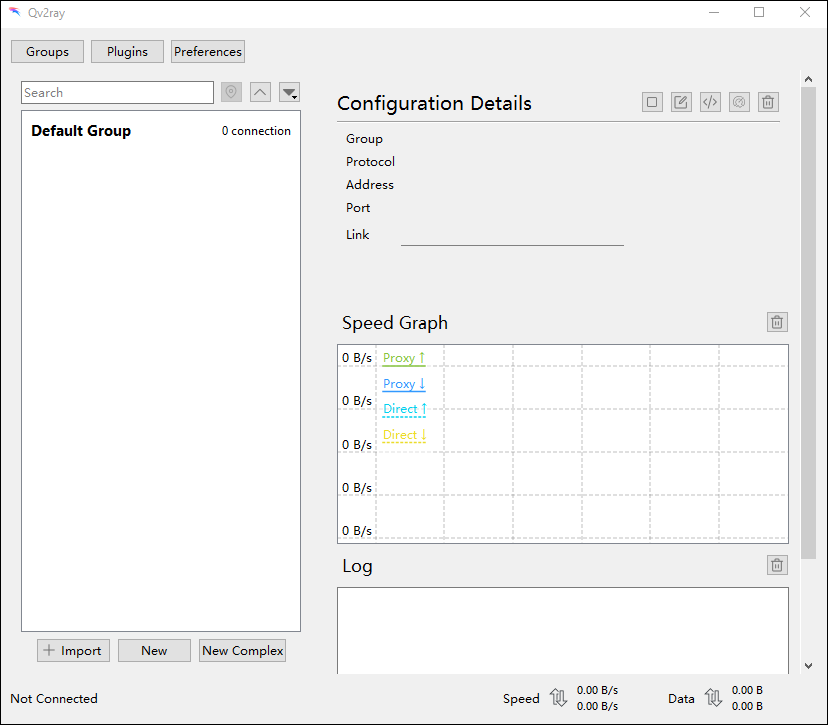 Qv2ray
Groups Plugins Preferences
Search
Default Group 0 connection
Import New New Complex
Configuration Details
Group
Protocol
Address
Port
Link
Speed Graph
0 B/s Proxy ↑
Proxy ↓
0 B/s
Direct ↑
Direct ↓
0 B/s
0 B/s
0 B/s
Log
Not Connected
Speed 0.00 B/s
0.00 B/s
Data 0.00 B
0.00 B